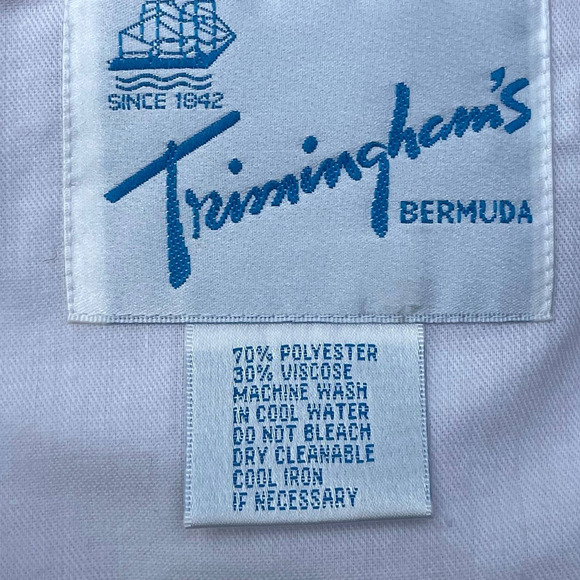 SINCE 1842
Trimingham's
BERMUDA
70% POLYESTER
30% VISCOSE
MACHINE WASH
IN COOL WATER
DO NOT BLEACH
DRY CLEANABLE
COOL IRON
IF NECESSARY